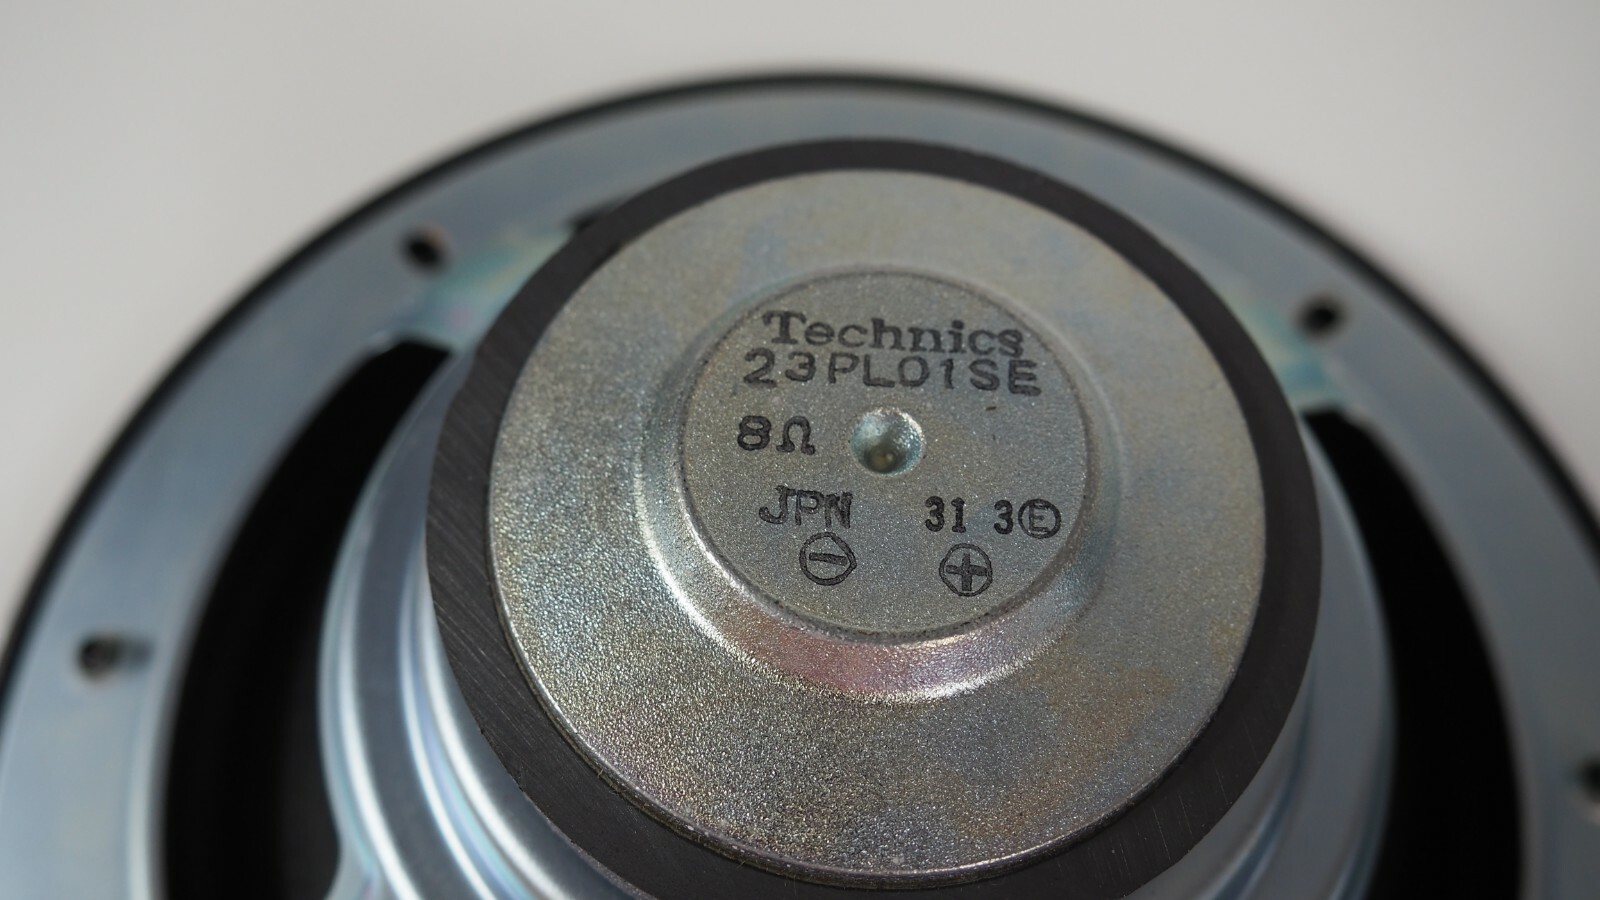 Technics
23PL01SE
8Ω
JPN 31 3Ⓔ
⊖ ⊕